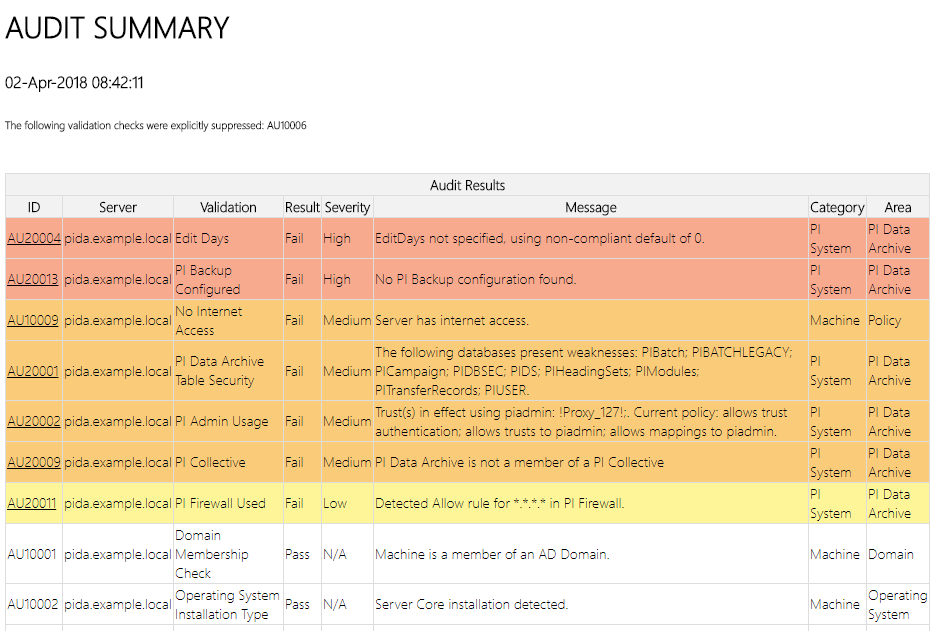 AUDIT SUMMARY
02-Apr-2018 08:42:11
The following validation checks were explicitly suppressed: AU10006
Audit Results
ID Server Validation Result Severity Message Category Area
AU20004 pida.example.local Edit Days Fail High EditDays not specified, using non-compliant default of 0. PI System PI Data Archive
AU20013 pida.example.local PI Backup Configured Fail High No PI Backup configuration found. PI System PI Data Archive
AU10009 pida.example.local No Internet Access Fail Medium Server has internet access. Machine Policy
AU20001 pida.example.local PI Data Archive Table Security Fail Medium The following databases present weaknesses: PIBatch; PIBATCHLEGACY; PICampaign; PIDBSEC; PIDS; PIHeadingSets; PIModules; PITransferRecords; PIUSER. PI System PI Data Archive
AU20002 pida.example.local PI Admin Usage Fail Medium Trust(s) in effect using piadmin: !Proxy_127!;. Current policy: allows trust authentication; allows trusts to piadmin; allows mappings to piadmin. PI System PI Data Archive
AU20009 pida.example.local PI Collective Fail Medium PI Data Archive is not a member of a PI Collective PI System PI Data Archive
AU20011 pida.example.local PI Firewall Used Fail Low Detected Allow rule for *.*.*.* in PI Firewall. PI System PI Data Archive
AU10001 pida.example.local Domain Membership Check Pass N/A Machine is a member of an AD Domain. Machine Domain
AU10002 pida.example.local Operating System Installation Type Pass N/A Server Core installation detected. Machine Operating System